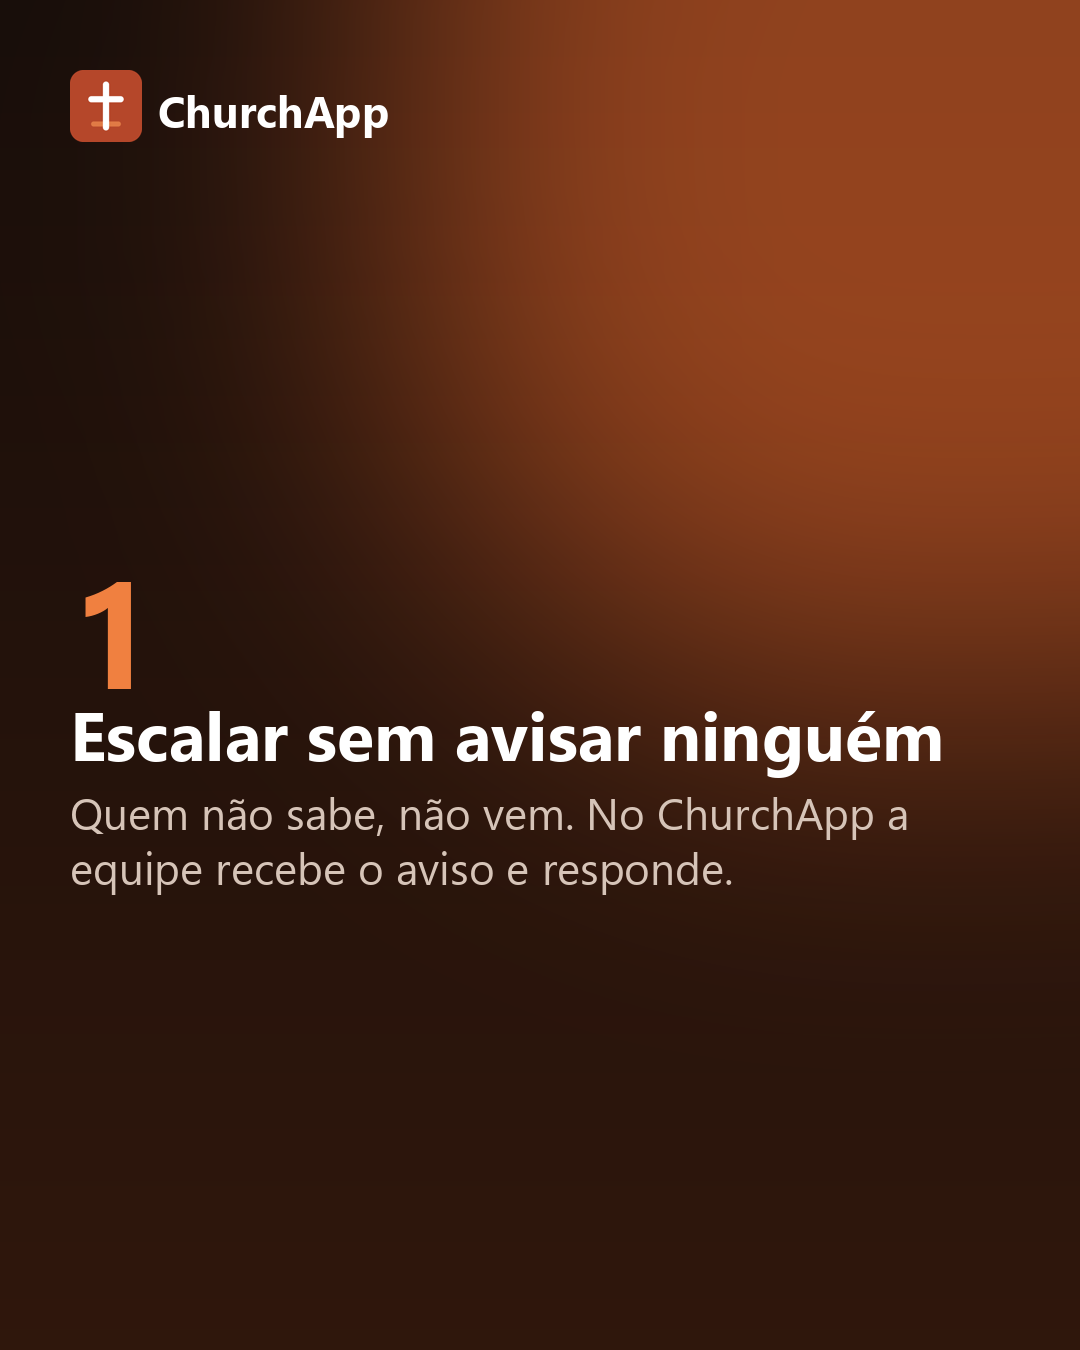 ChurchApp
1
Escalar sem avisar ninguém
Quem não sabe, não vem. No ChurchApp a
equipe recebe o aviso e responde.